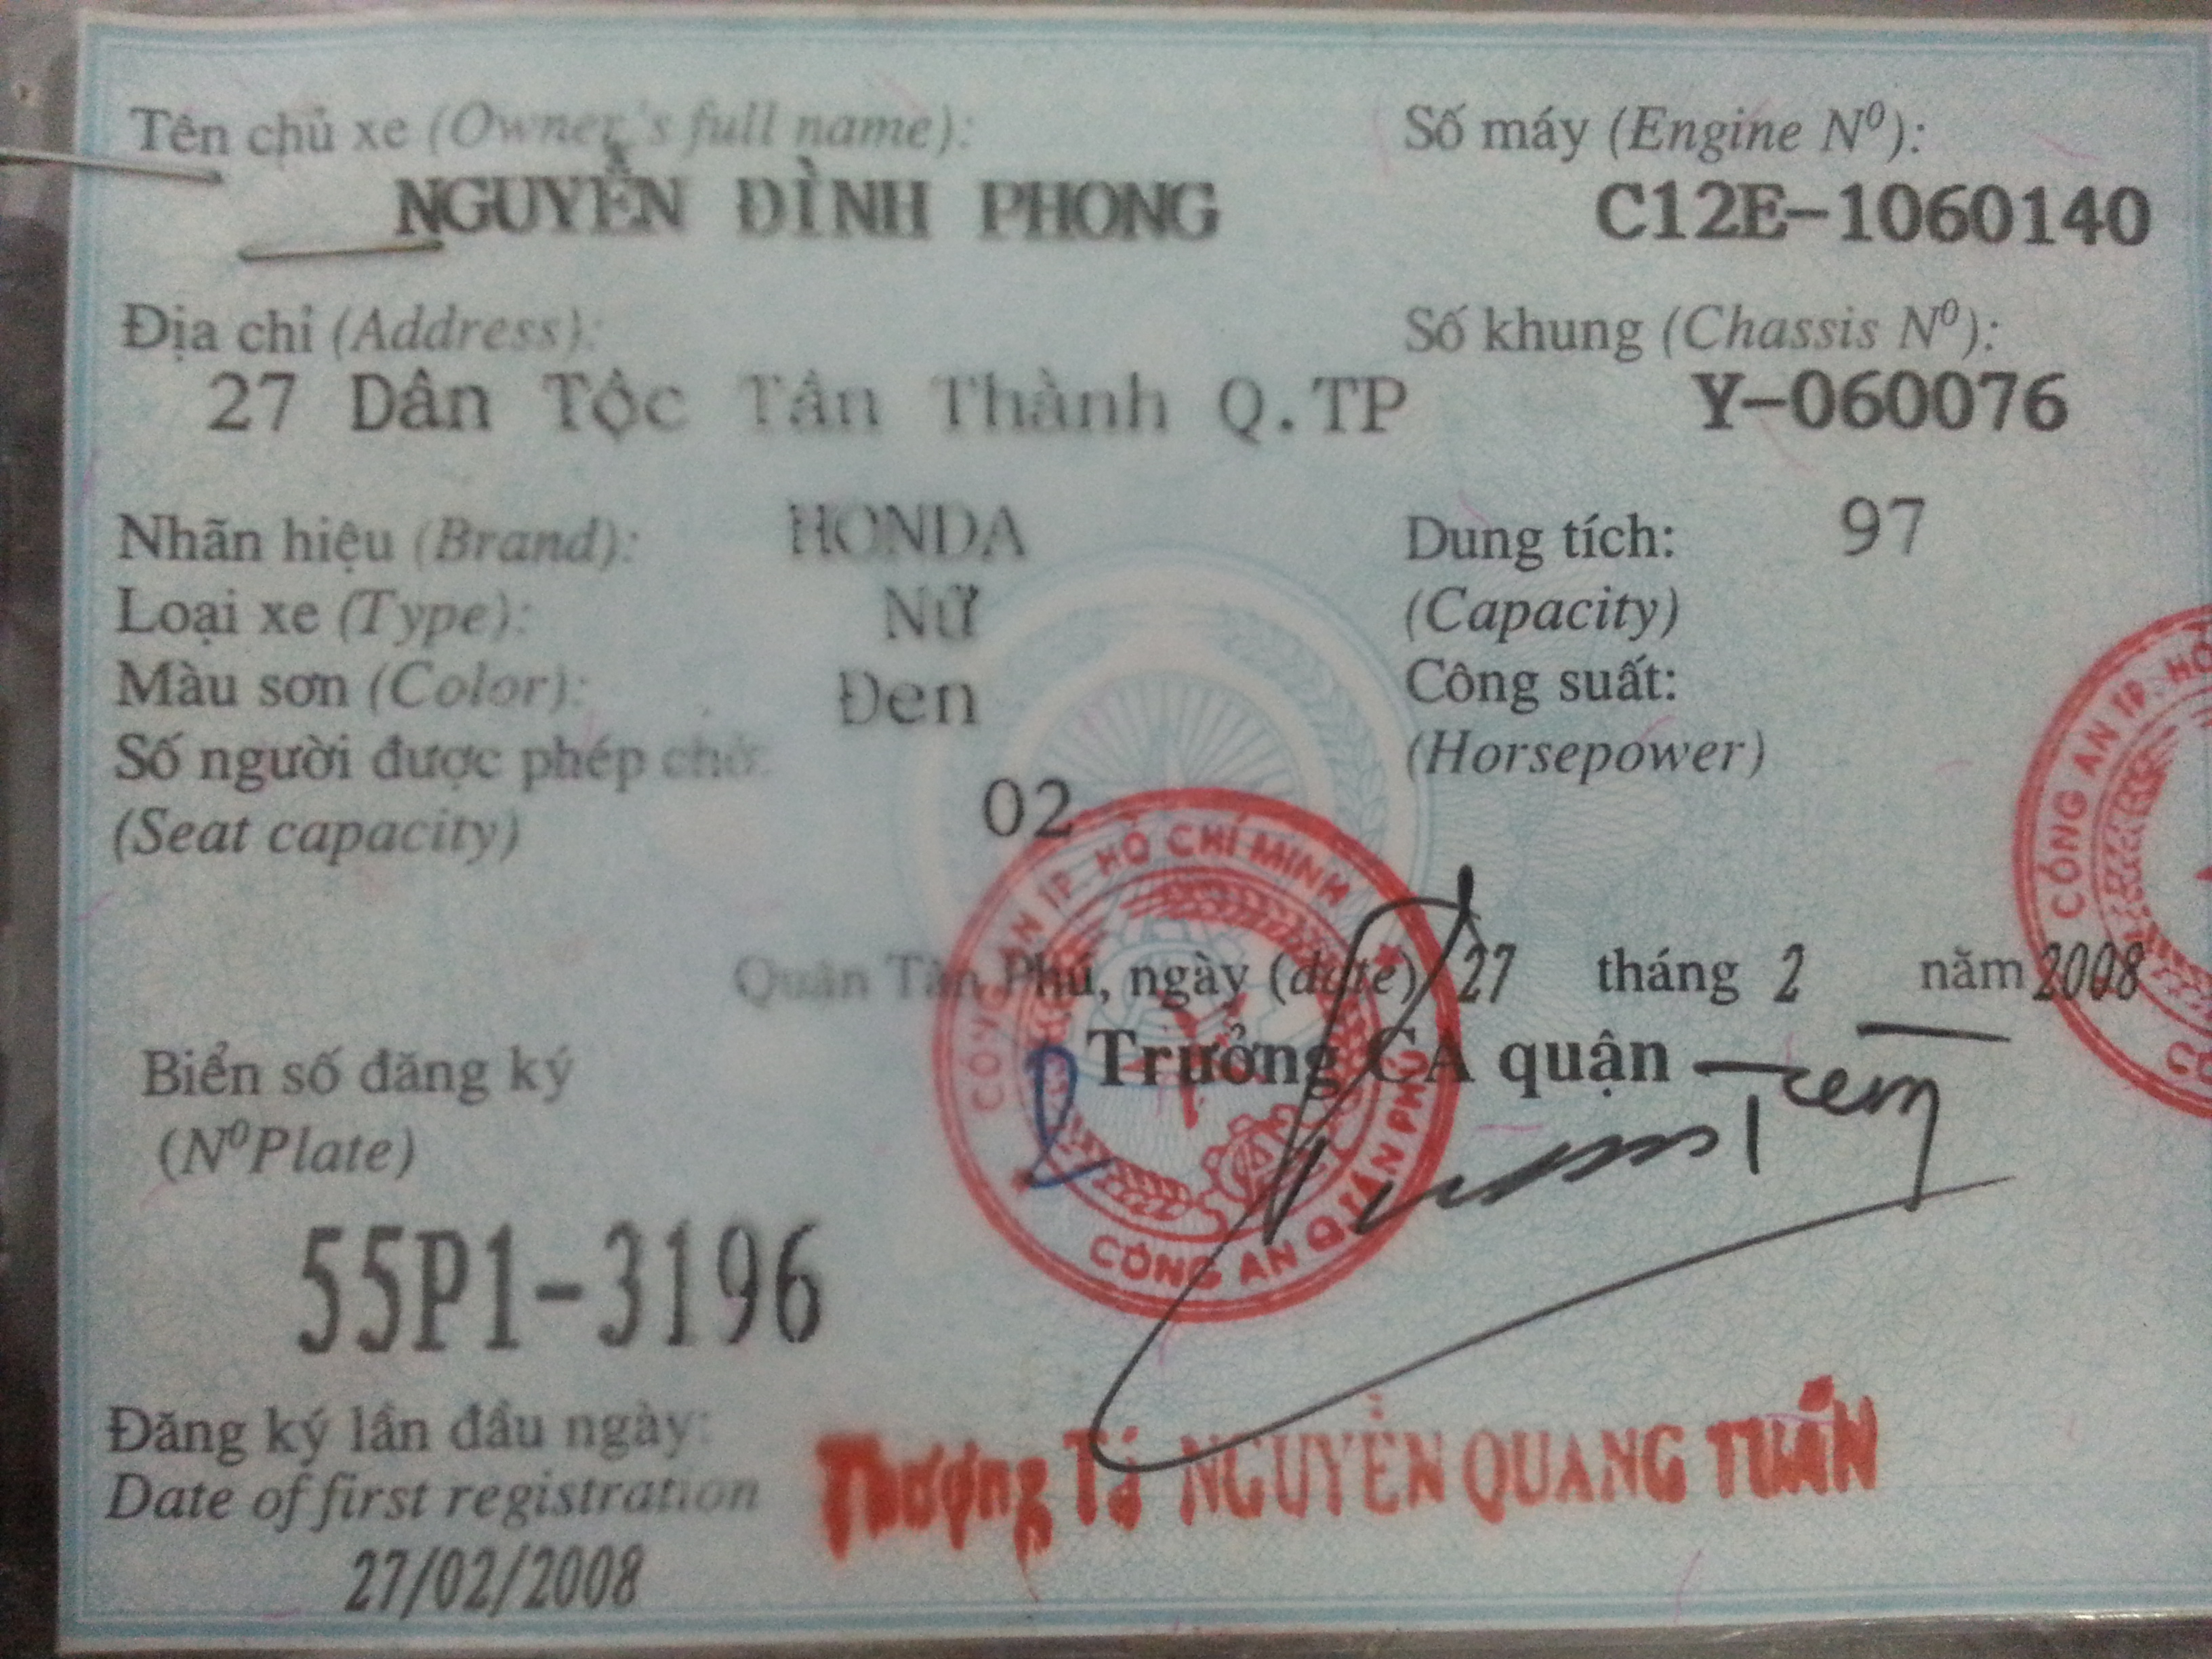 Tên chủ xe (Owner's full name):
NGUYỄN ĐÌNH PHONG
Số máy (Engine Nº):
C12E-1060140
Địa chỉ (Address):
27 Dân Tộc Tân Thành Q.TP
Số khung (Chassis Nº):
Y-060076
Nhãn hiệu (Brand): HONDA
Dung tích: 97
(Capacity)
Loại xe (Type): NỮ
Màu sơn (Color): Đen
Công suất:
(Horsepower)
Số người được phép chở: 02
(Seat capacity)
Quận Tân Phú, ngày (date) 27 tháng 2 năm 2008
Biển số đăng ký
(NºPlate)
Trưởng CA quận
55P1-3196
CÔNG AN TP. HỒ CHÍ MINH
CÔNG AN QUẬN TÂN PHÚ
Đăng ký lần đầu ngày:
Date of first registration
27/02/2008
Thượng Tá NGUYỄN QUANG TUẤN
CÔNG AN TP. HỒ